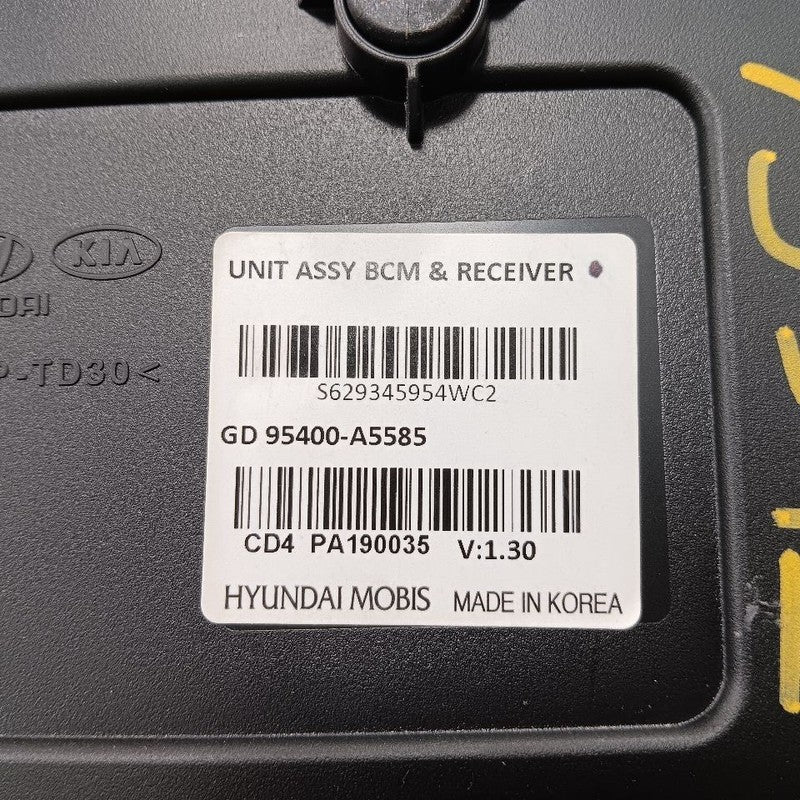 KIA
UNIT ASSY BCM & RECEIVER
S629345954WC2
GD 95400-A5585
CD4 PA190035 V:1.30
HYUNDAI MOBIS MADE IN KOREA
-TD30<